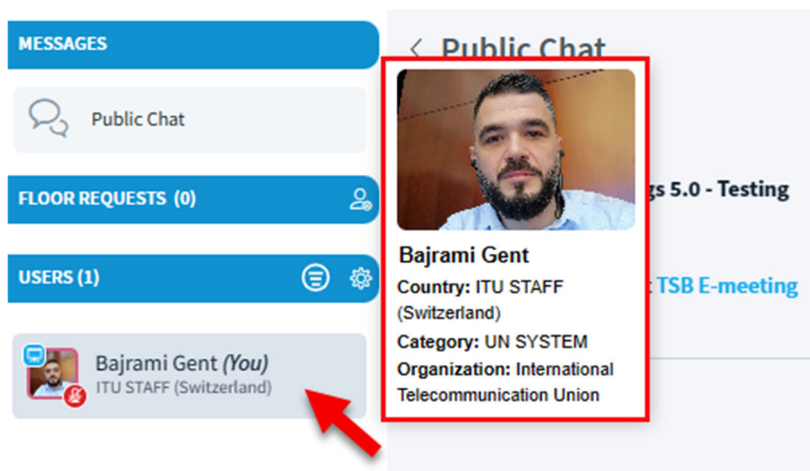 MESSAGES
Public Chat
FLOOR REQUESTS (0)
USERS (1)
Bajrami Gent (You)
ITU STAFF (Switzerland)
Public Chat
gs 5.0 - Testing
TSB E-meeting
Bajrami Gent
Country: ITU STAFF
(Switzerland)
Category: UN SYSTEM
Organization: International
Telecommunication Union